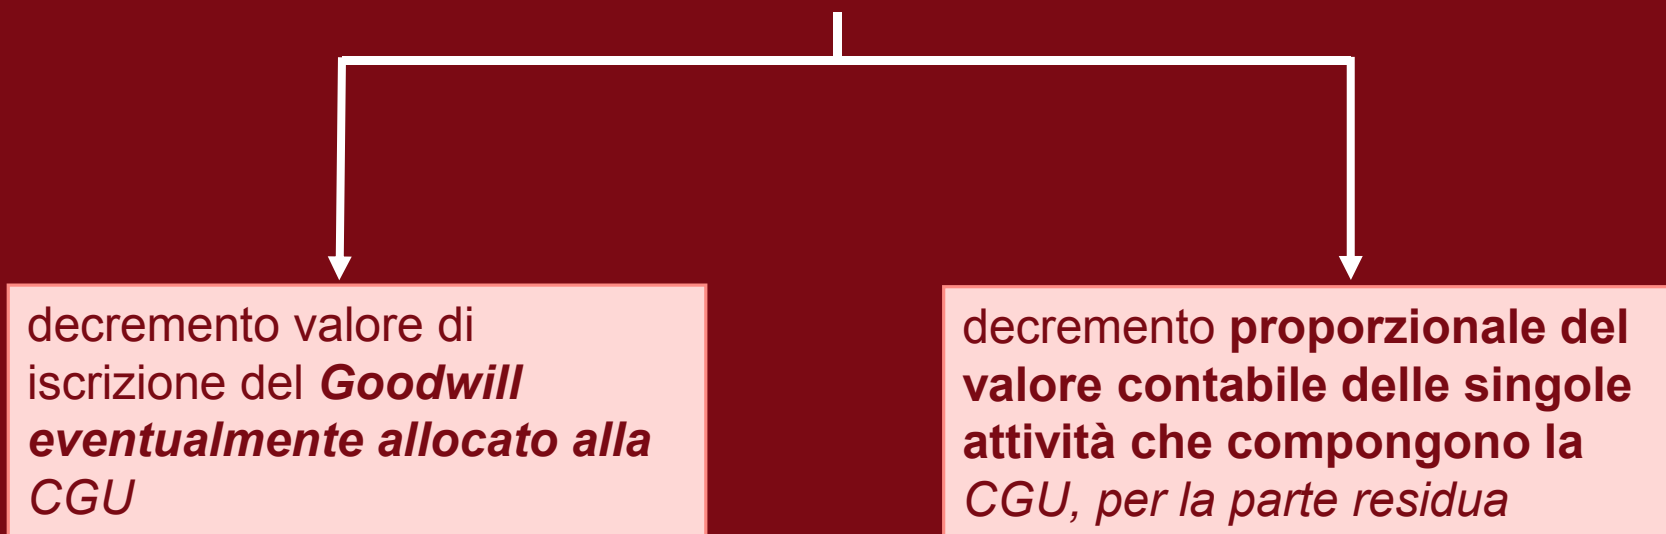 decremento valore di
iscrizione del Goodwill
eventualmente allocato alla
CGU
decremento proporzionale del
valore contabile delle singole
attività che compongono la
CGU, per la parte residua